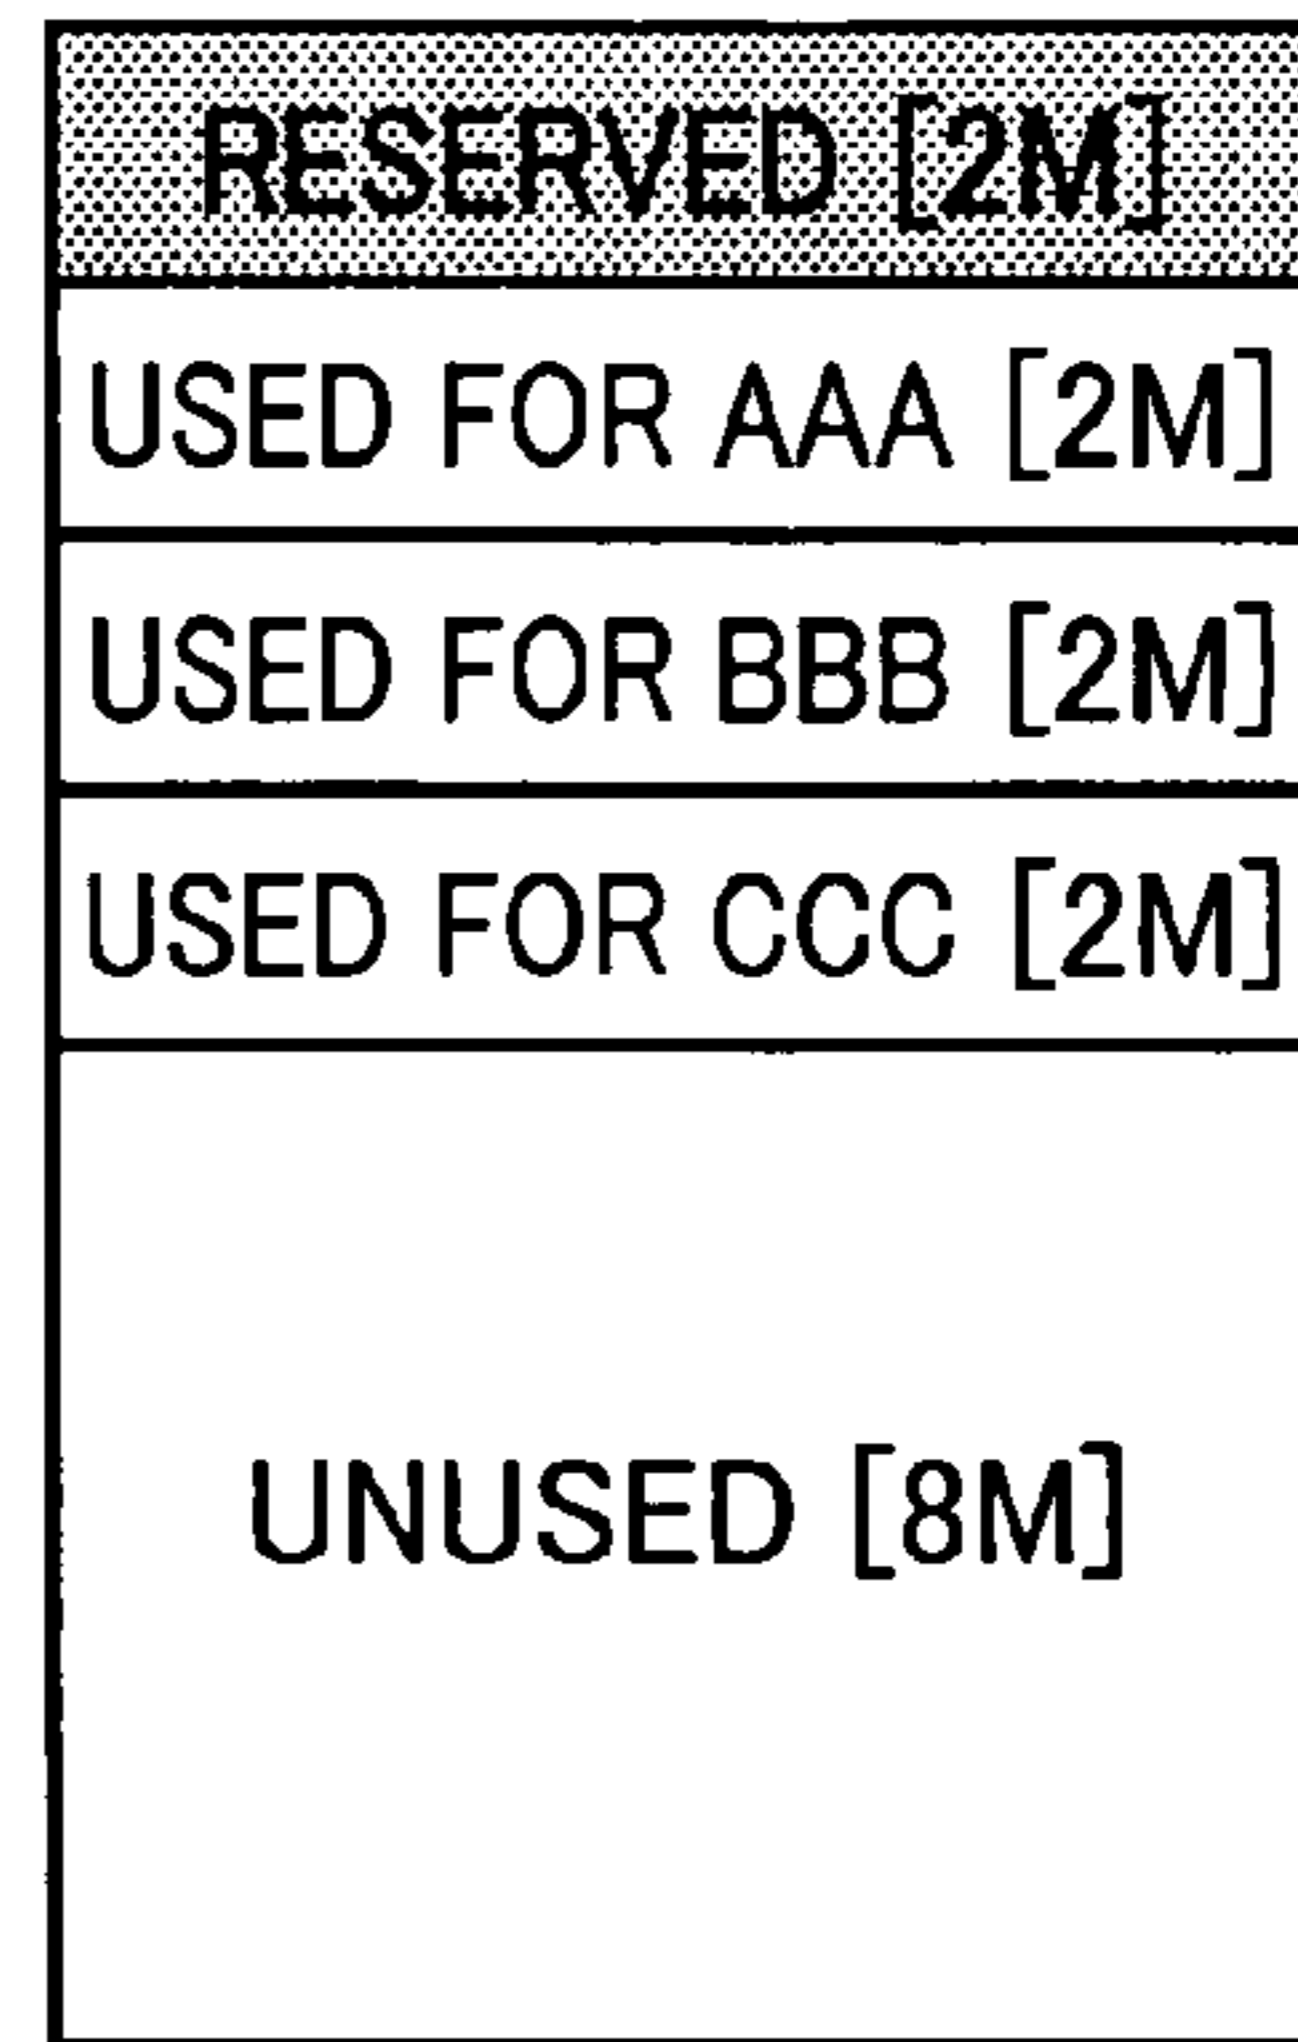 RESERVED [2M]
USED FOR AAA [2M]
USED FOR BBB [2M]
USED FOR CCC [2M]
UNUSED [8M]